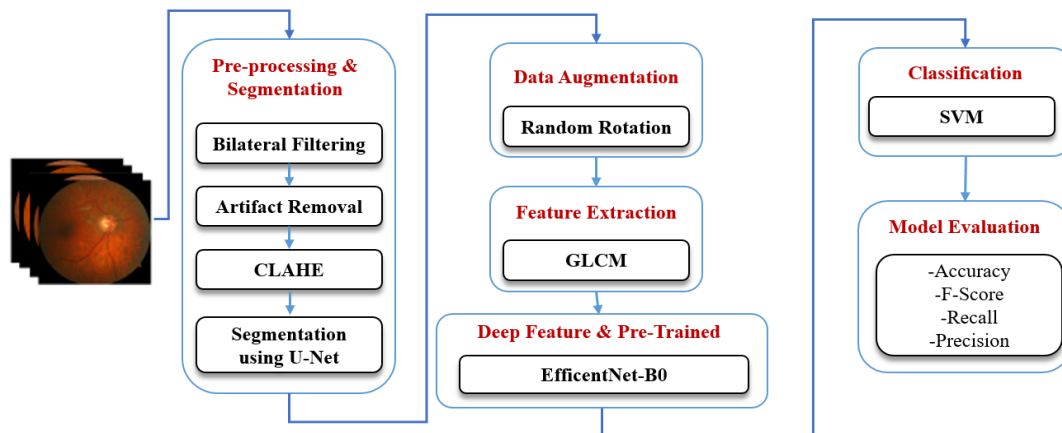 Pre-processing &
Segmentation
Bilateral Filtering
Artifact Removal
CLAHE
Segmentation
using U-Net
Data Augmentation
Random Rotation
Feature Extraction
GLCM
Deep Feature & Pre-Trained
EfficentNet-B0
Classification
SVM
Model Evaluation
-Accuracy
-F-Score
-Recall
-Precision